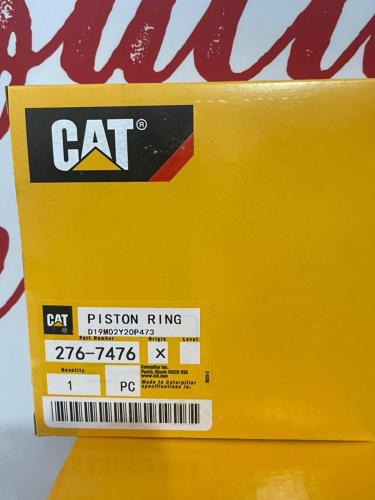 CAT®
CAT® PISTON RING
D19M02Y20P473
Part Number Origin Level
276-7476 X
Quantity
1 PC
Caterpillar Inc.
Peoria, Illinois 61629 USA
www.cat.com
Made to Caterpillar
specifications in.